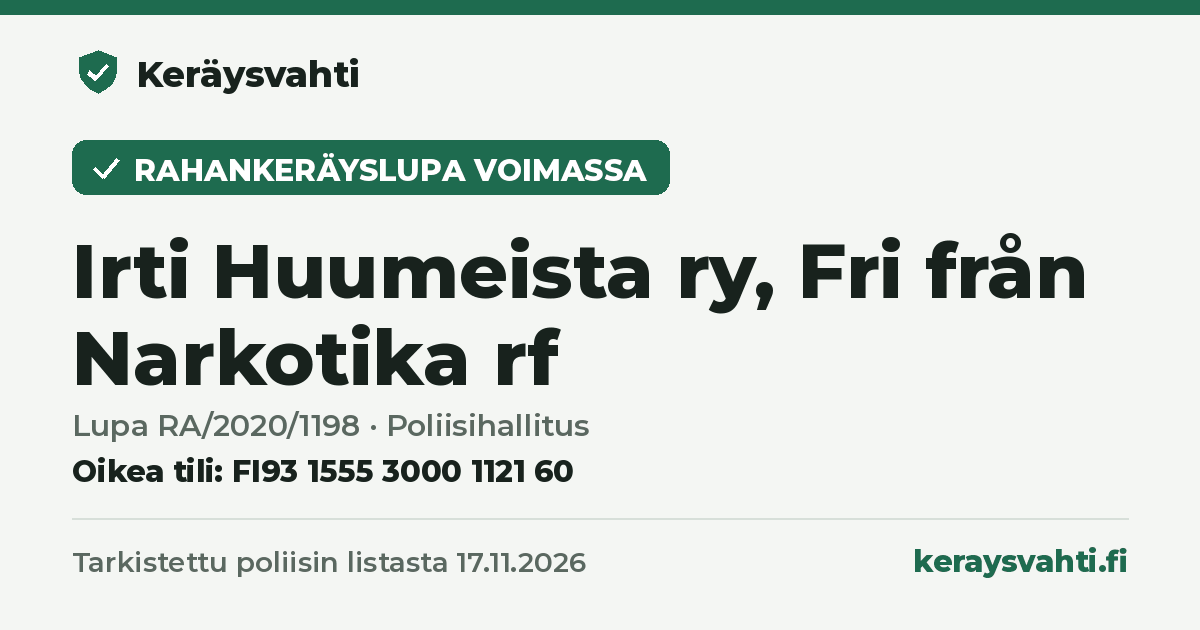 Keräysvahti
RAHANKERÄYSLUPA VOIMASSA
Irti Huumeista ry, Fri från
Narkotika rf
Lupa RA/2020/1198 · Poliisihallitus
Oikea tili: FI93 1555 3000 1121 60
Tarkistettu poliisin listasta 17.11.2026
keraysvahti.fi